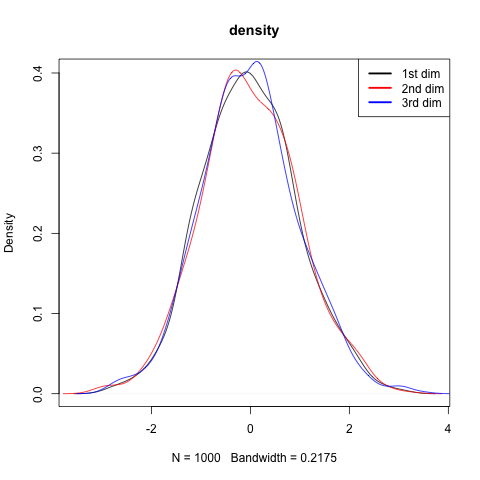 density
1st dim
2nd dim
3rd dim
Density
0.0
0.1
0.2
0.3
0.4
-2
0
2
4
N = 1000 Bandwidth = 0.2175